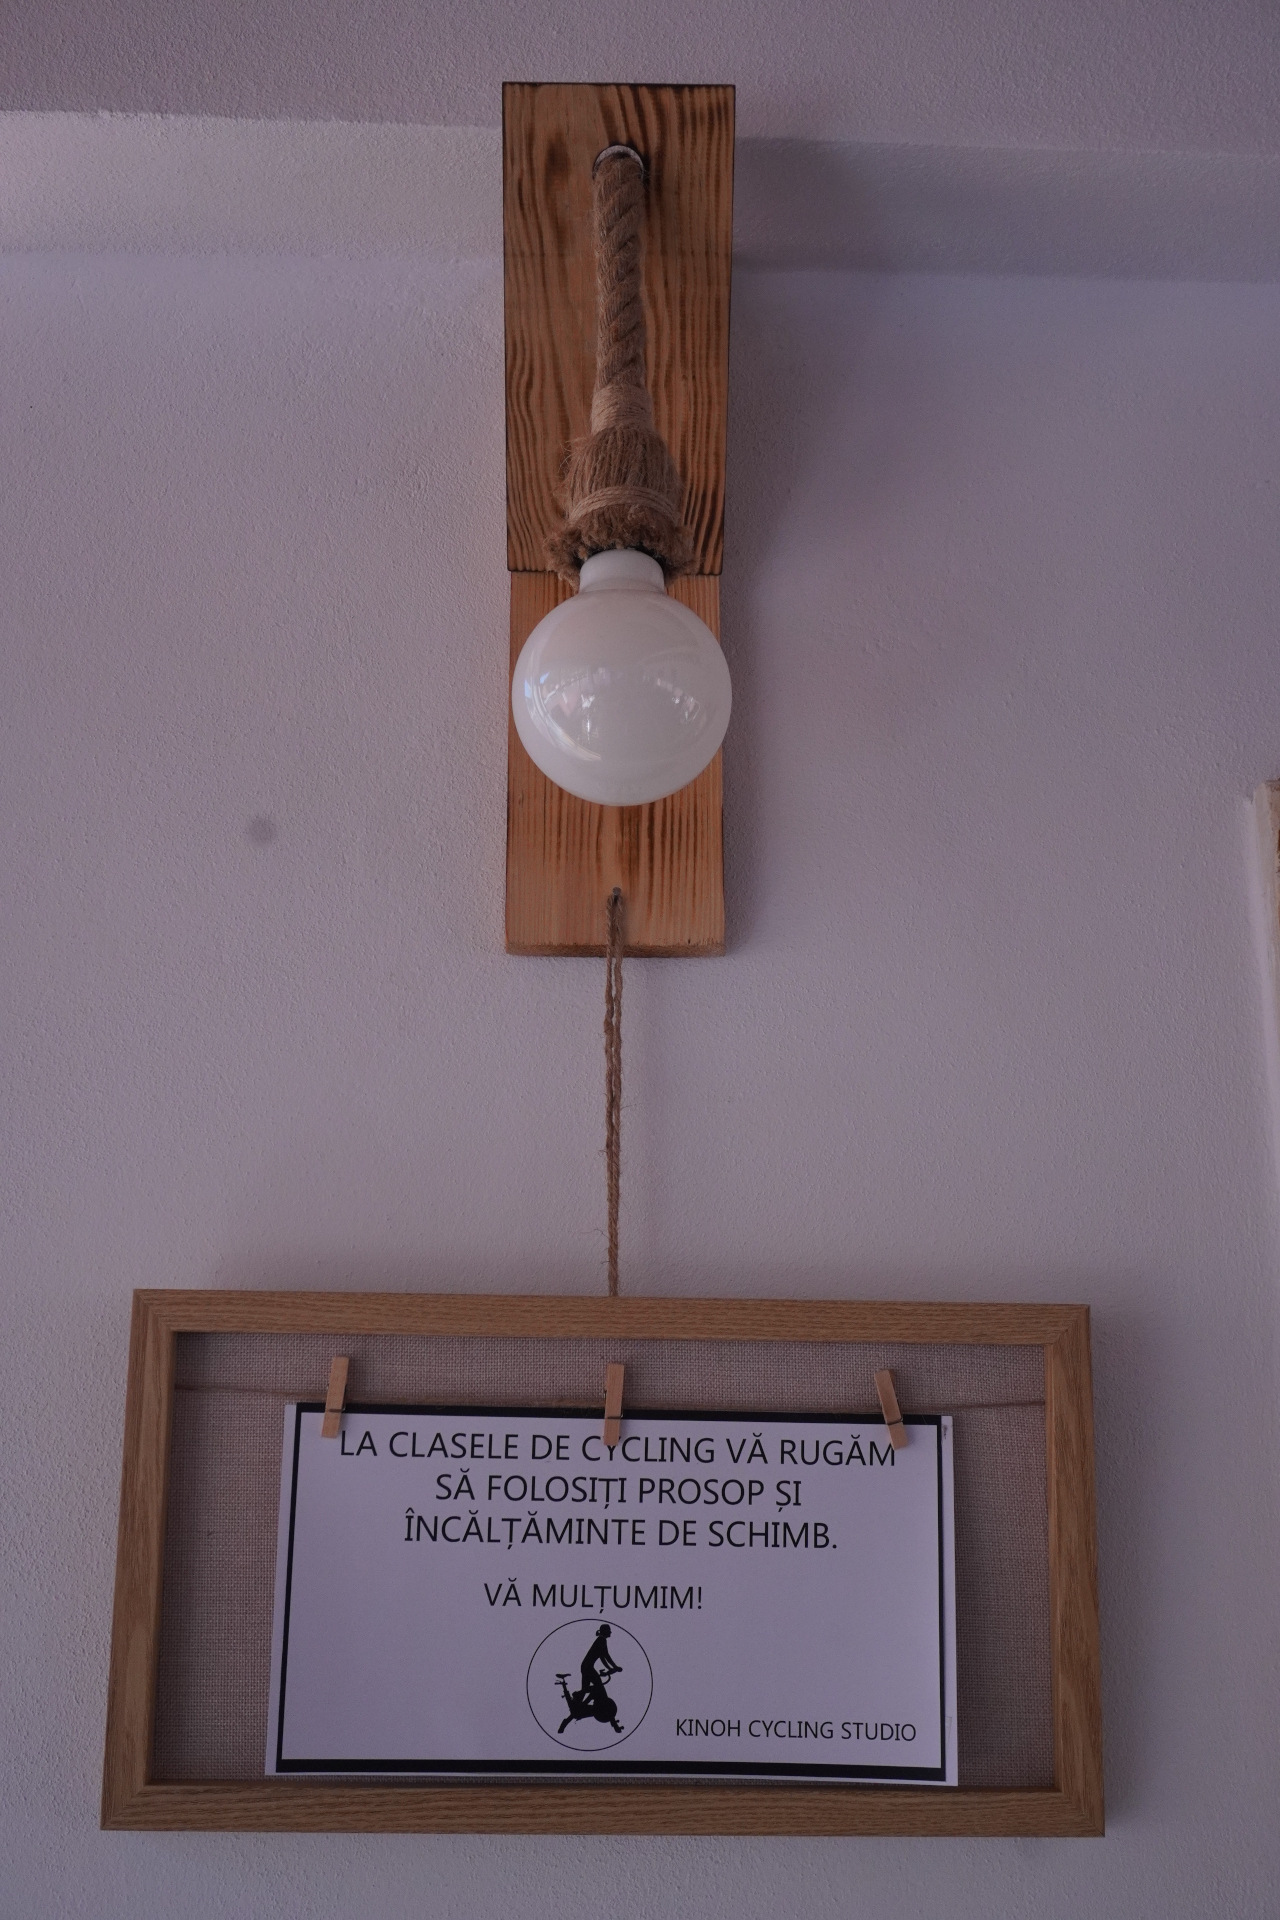 LA CLASELE DE CYCLING VĂ RUGĂM
SĂ FOLOSIȚI PROSOP ȘI
ÎNCĂLȚĂMINTE DE SCHIMB.
VĂ MULȚUMIM!
KINOH CYCLING STUDIO